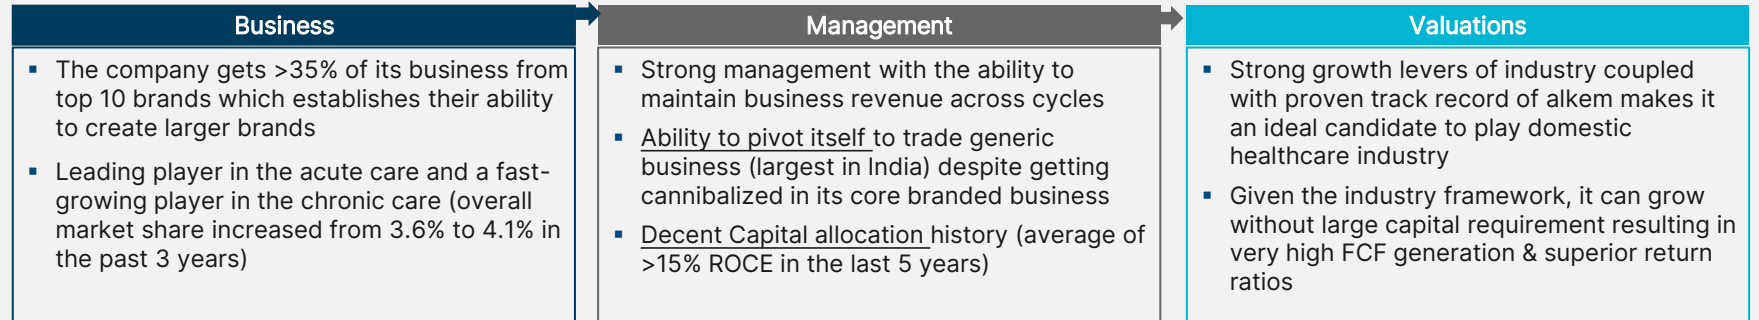 Business
▪ The company gets >35% of its business from
top 10 brands which establishes their ability
to create larger brands
▪ Leading player in the acute care and a fast-
growing player in the chronic care (overall
market share increased from 3.6% to 4.1% in
the past 3 years)
Management
▪ Strong management with the ability to
maintain business revenue across cycles
▪ Ability to pivot itself to trade generic
business (largest in India) despite getting
cannibalized in its core branded business
▪ Decent Capital allocation history (average of
>15% ROCE in the last 5 years)
Valuations
▪ Strong growth levers of industry coupled
with proven track record of alkem makes it
an ideal candidate to play domestic
healthcare industry
▪ Given the industry framework, it can grow
without large capital requirement resulting in
very high FCF generation & superior return
ratios